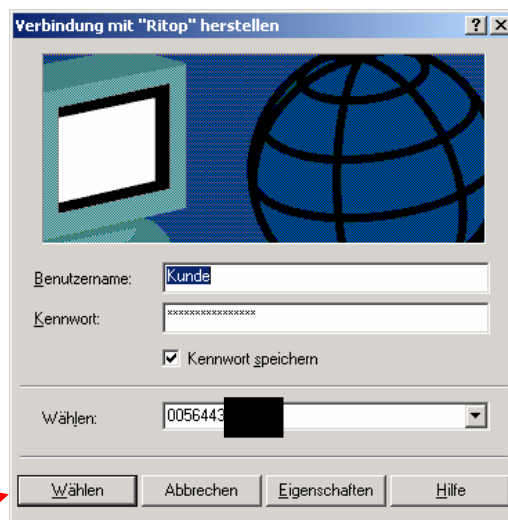 Verbindung mit "Ritop" herstellen
Benutzername: Kunde
Kennwort: ****************
Kennwort speichern
Wählen: 0056443
Wählen Abbrechen Eigenschaften Hilfe